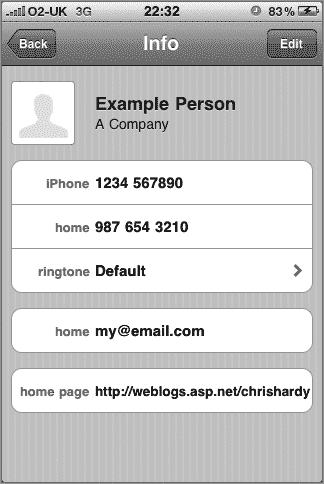 O2-UK 3G 22:32 83%
Back Info Edit
Example Person
A Company
iPhone 1234 567890
home 987 654 3210
ringtone Default
home my@email.com
home page http://weblogs.asp.net/chrishardy